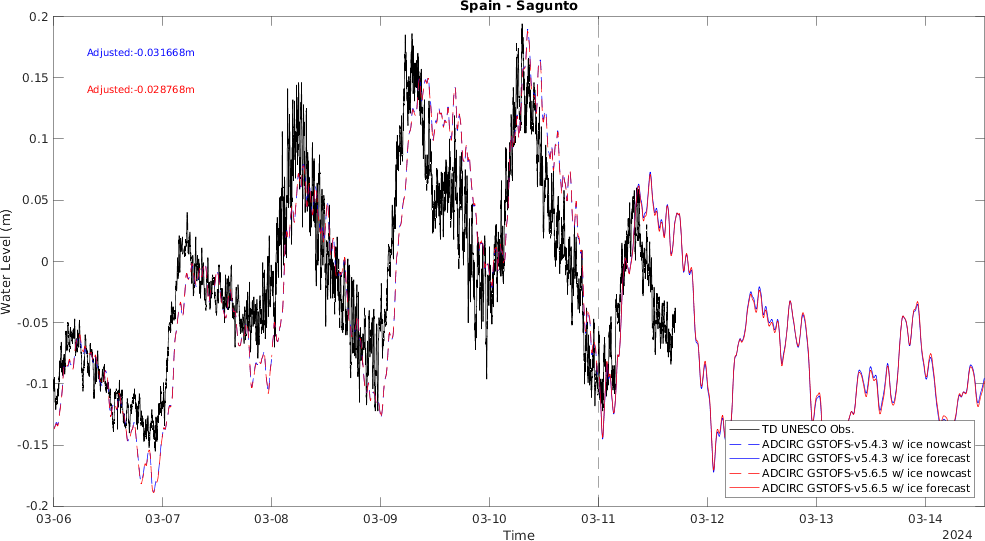 Spain - Sagunto
Adjusted:-0.031668m
Adjusted:-0.028768m
Water Level (m)
0.2
0.15
0.1
0.05
0
-0.05
-0.1
-0.15
-0.2
TD UNESCO Obs.
ADCIRC GSTOFS-v5.4.3 w/ ice nowcast
ADCIRC GSTOFS-v5.4.3 w/ ice forecast
ADCIRC GSTOFS-v5.6.5 w/ ice nowcast
ADCIRC GSTOFS-v5.6.5 w/ ice forecast
03-06 03-07 03-08 03-09 03-10 03-11 03-12 03-13 03-14
Time
2024